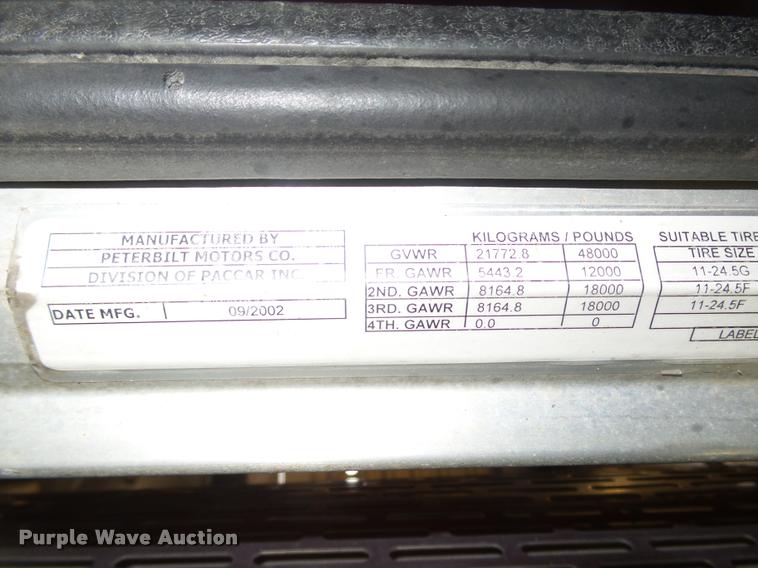 MANUFACTURED BY
PETERBILT MOTORS CO.
DIVISION OF PACCAR INC.
DATE MFG. 09/2002
KILOGRAMS / POUNDS SUITABLE TIRE
GVWR 21772.8 48000 TIRE SIZE
FR. GAWR 5443.2 12000 11-24.5G
2ND. GAWR 8164.8 18000 11-24.5F
3RD. GAWR 8164.8 18000 11-24.5F
4TH. GAWR 0.0 0
LABEL
Purple Wave Auction